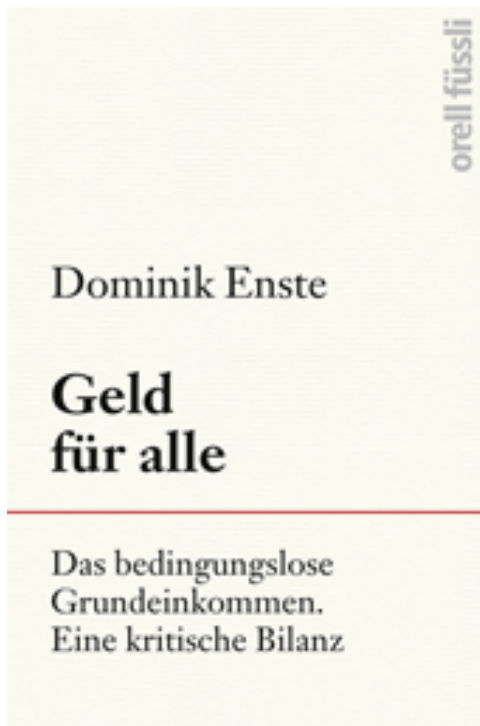 orell füssli
Dominik Enste
Geld
für alle
Das bedingungslose
Grundeinkommen.
Eine kritische Bilanz